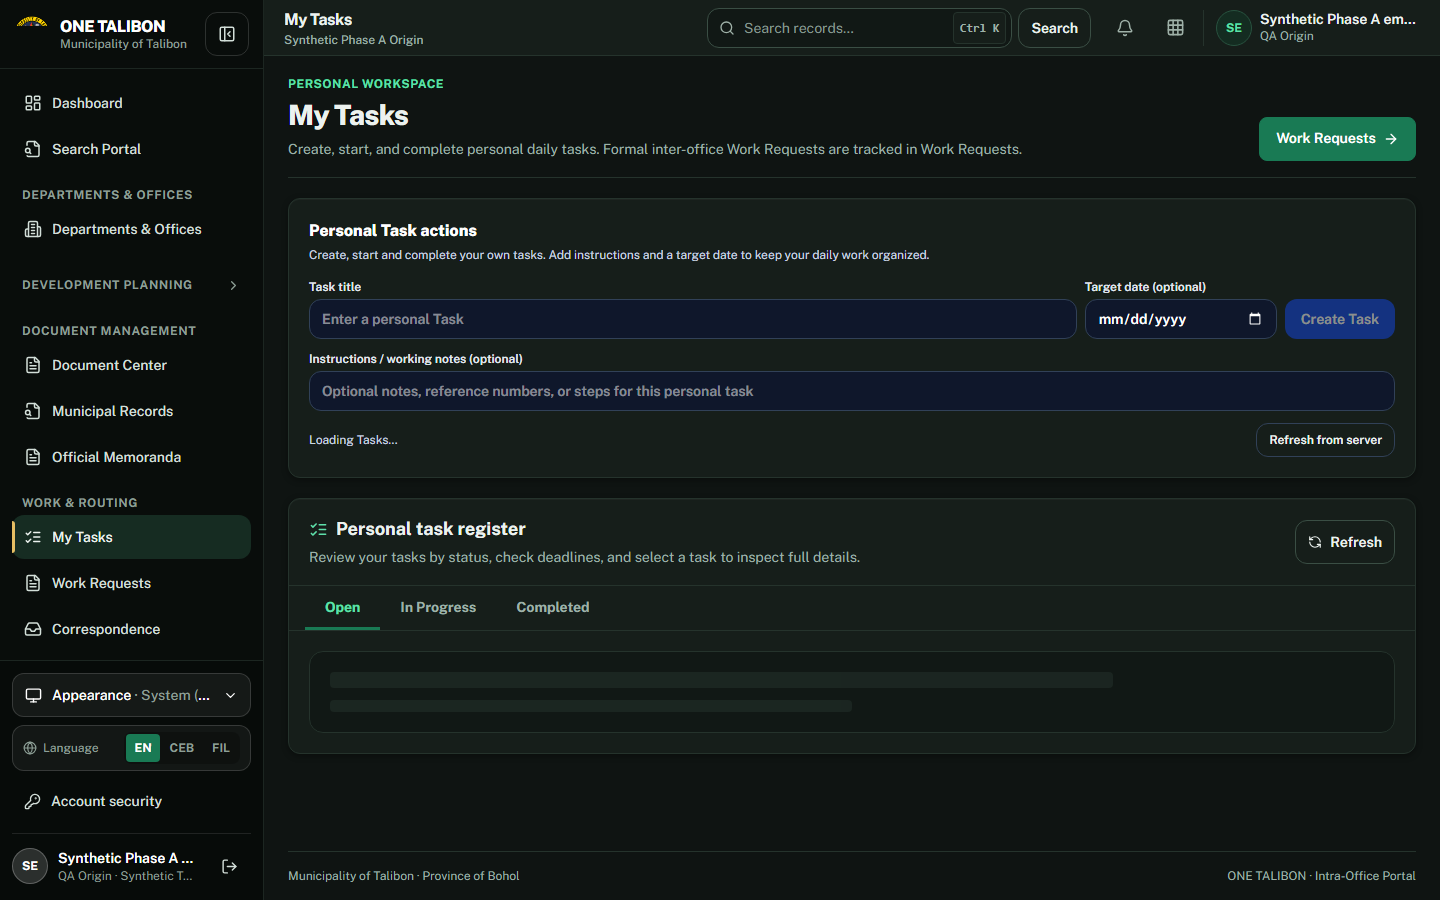 ONE TALIBON
Municipality of Talibon
Dashboard
Search Portal
DEPARTMENTS & OFFICES
Departments & Offices
DEVELOPMENT PLANNING
DOCUMENT MANAGEMENT
Document Center
Municipal Records
Official Memoranda
WORK & ROUTING
My Tasks
Work Requests
Correspondence
Appearance · System (...
Language EN CEB FIL
Account security
SE Synthetic Phase A ...
QA Origin · Synthetic T...
My Tasks
Synthetic Phase A Origin
Search records... Ctrl K Search
SE Synthetic Phase A em...
QA Origin
PERSONAL WORKSPACE
My Tasks
Create, start, and complete personal daily tasks. Formal inter-office Work Requests are tracked in Work Requests.
Work Requests
Personal Task actions
Create, start and complete your own tasks. Add instructions and a target date to keep your daily work organized.
Task title Target date (optional)
Enter a personal Task mm/dd/yyyy Create Task
Instructions / working notes (optional)
Optional notes, reference numbers, or steps for this personal task
Loading Tasks... Refresh from server
Personal task register
Review your tasks by status, check deadlines, and select a task to inspect full details.
Refresh
Open In Progress Completed
Municipality of Talibon · Province of Bohol ONE TALIBON · Intra-Office Portal